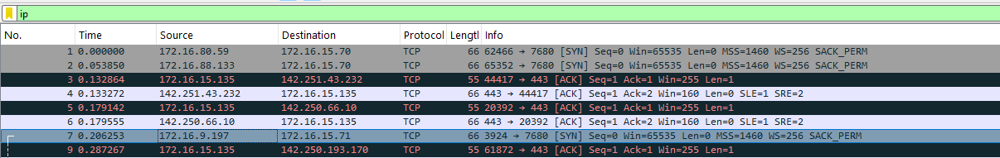 ip
No. Time Source Destination Protocol Lengtl Info
1 0.000000 172.16.80.59 172.16.15.70 TCP 66 62466 → 7680 [SYN] Seq=0 Win=65535 Len=0 MSS=1460 WS=256 SACK_PERM
2 0.053850 172.16.88.133 172.16.15.70 TCP 66 65352 → 7680 [SYN] Seq=0 Win=65535 Len=0 MSS=1460 WS=256 SACK_PERM
3 0.132864 172.16.15.135 142.251.43.232 TCP 55 44417 → 443 [ACK] Seq=1 Ack=1 Win=255 Len=1
4 0.133272 142.251.43.232 172.16.15.135 TCP 66 443 → 44417 [ACK] Seq=1 Ack=2 Win=160 Len=0 SLE=1 SRE=2
5 0.179142 172.16.15.135 142.250.66.10 TCP 55 20392 → 443 [ACK] Seq=1 Ack=1 Win=255 Len=1
6 0.179555 142.250.66.10 172.16.15.135 TCP 66 443 → 20392 [ACK] Seq=1 Ack=2 Win=160 Len=0 SLE=1 SRE=2
7 0.206253 172.16.9.197 172.16.15.71 TCP 66 3924 → 7680 [SYN] Seq=0 Win=65535 Len=0 MSS=1460 WS=256 SACK_PERM
9 0.287267 172.16.15.135 142.250.193.170 TCP 55 61872 → 443 [ACK] Seq=1 Ack=1 Win=255 Len=1